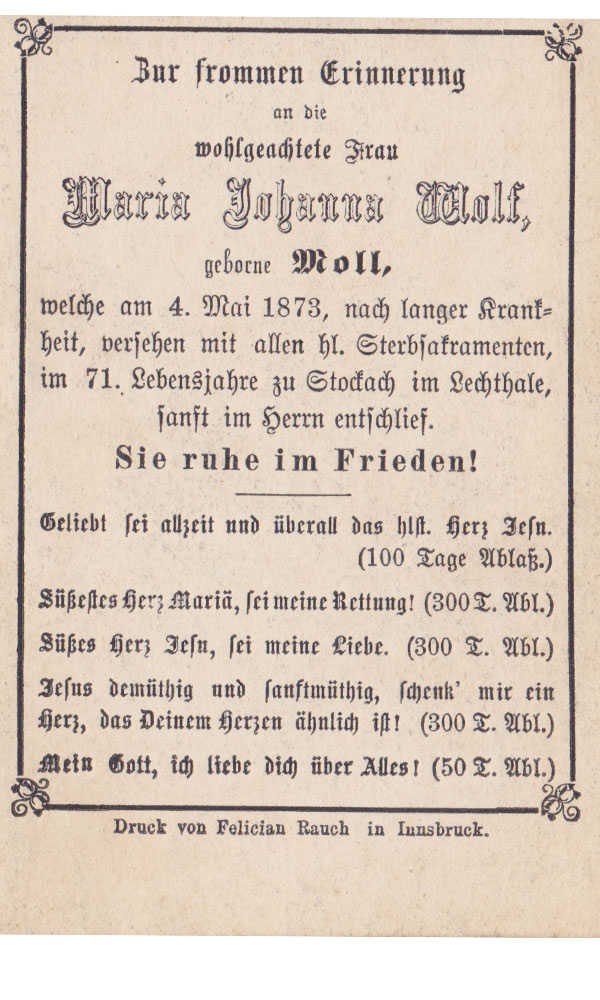 Zur frommen Erinnerung
an die
wohlgeachtete Frau
Maria Johanna Wolf,
geborne Moll,
welche am 4. Mai 1873, nach langer Krank=
heit, versehen mit allen hl. Sterbsakramenten,
im 71. Lebensjahre zu Stockach im Lechthale,
sanft im Herrn entschlief.
Sie ruhe im Frieden!
Geliebt sei allzeit und überall das hlst. Herz Jesu.
(100 Tage Ablaß.)
Süßestes Herz Mariä, sei meine Rettung! (300 T. Abl.)
Süßes Herz Jesu, sei meine Liebe. (300 T. Abl.)
Jesus demüthig und sanftmüthig, schenk' mir ein
Herz, das Deinem Herzen ähnlich ist! (300 T. Abl.)
Mein Gott, ich liebe dich über Alles! (50 T. Abl.)
Druck von Felician Rauch in Innsbruck.